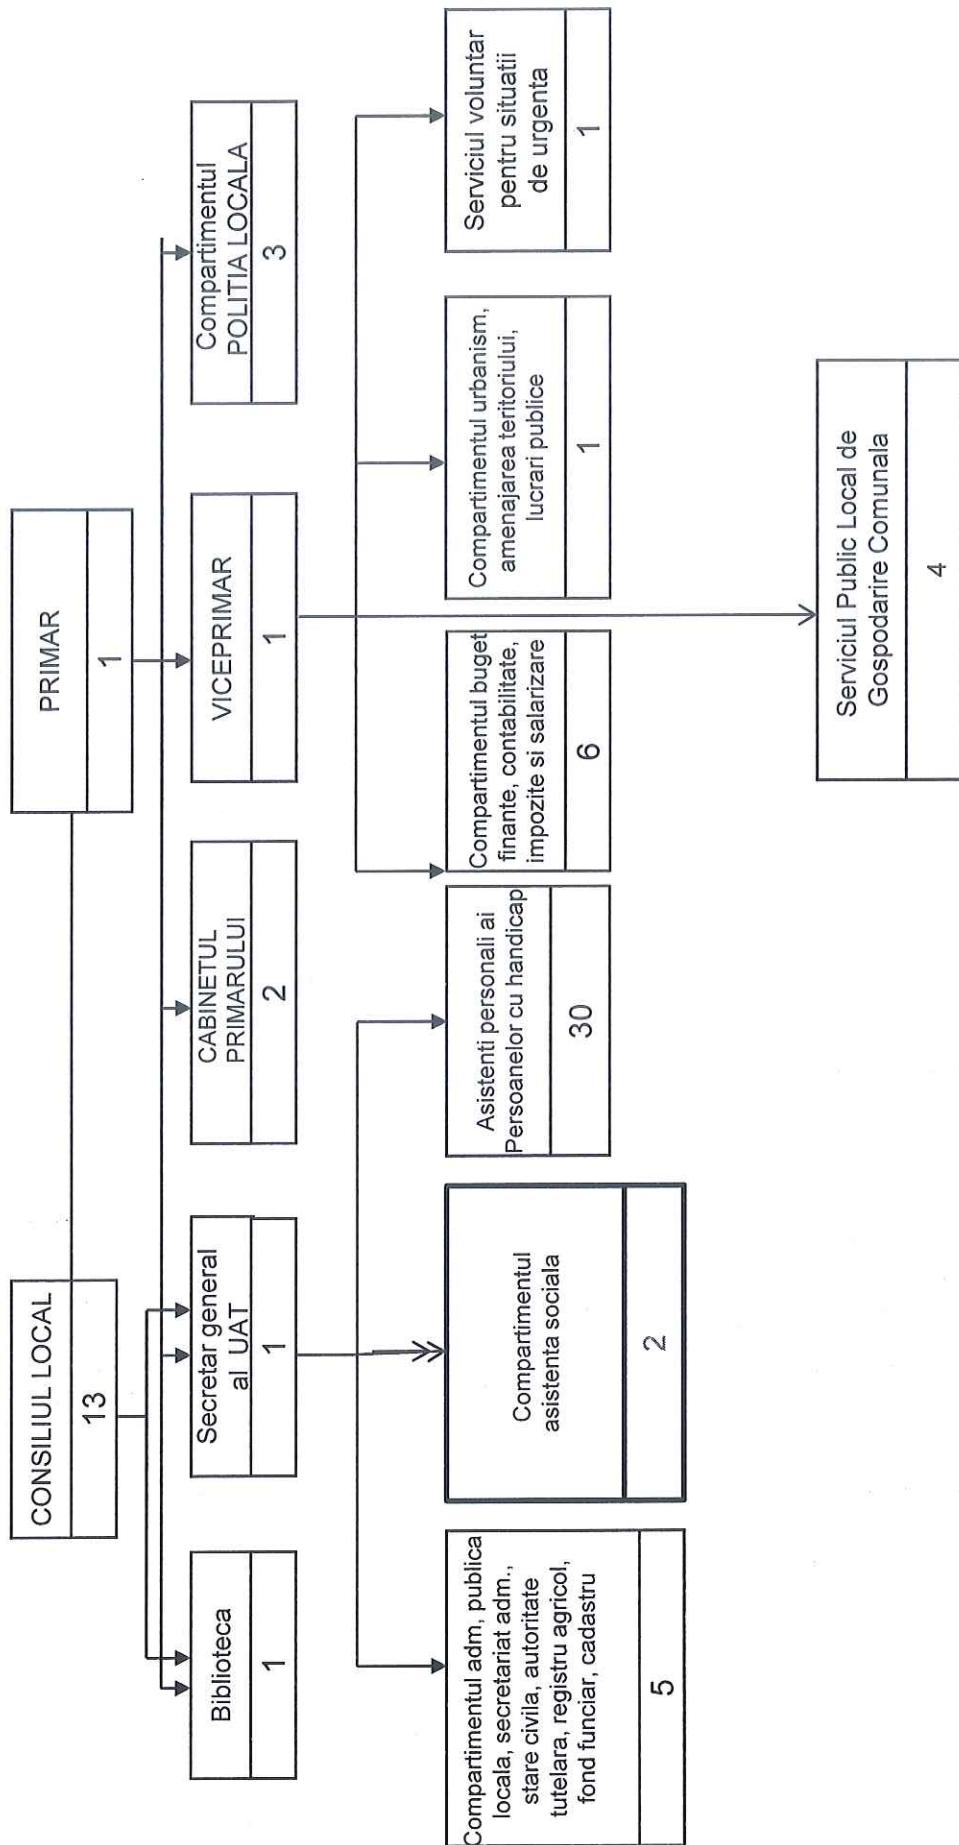 CONSILIUL LOCAL
13
PRIMAR
1
Biblioteca
1
Secretar general
al UAT
1
CABINETUL
PRIMARULUI
2
VICEPRIMAR
1
Compartimentul
POLITIA LOCALA
3
Compartimentul adm, publica
locala, secretariat adm.,
stare civila, autoritate
tutelara, registru agricol,
fond funciar, cadastru
5
Compartimentul
asistenta sociala
2
Asistenti personali ai
Persoanelor cu handicap
30
Compartimentul buget
finante, contabilitate,
impozite si salarizare
6
Compartimentul urbanism,
amenajarea teritoriului,
lucrari publice
1
Serviciul voluntar
pentru situatii
de urgenta
1
Serviciul Public Local de
Gospodarire Comunala
4